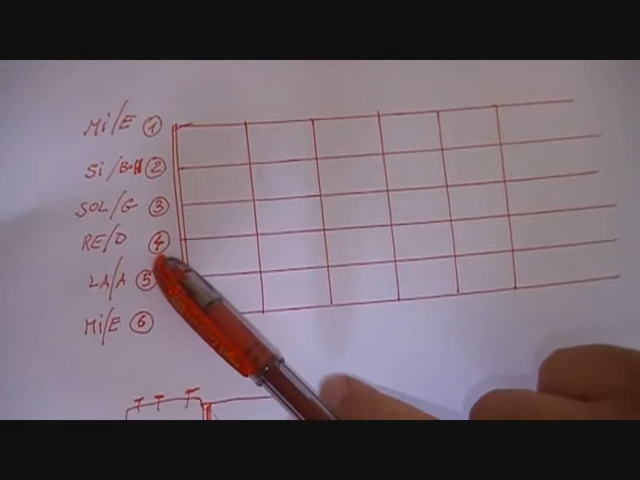 Mi/E ①
Si/B-H ②
SOL/G ③
RE/D ④
LA/A ⑤
Mi/E ⑥